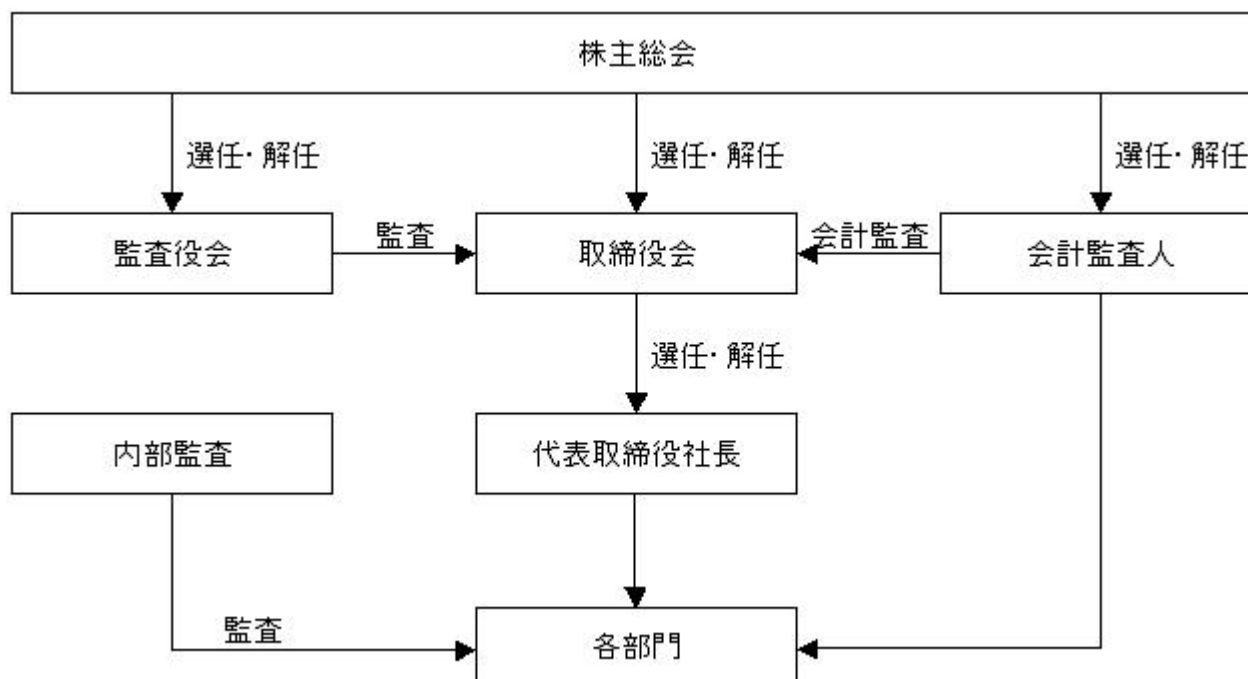 株主総会
選任・解任
選任・解任
選任・解任
監査役会
監査
取締役会
会計監査
会計監査人
選任・解任
内部監査
代表取締役社長
監査
各部門